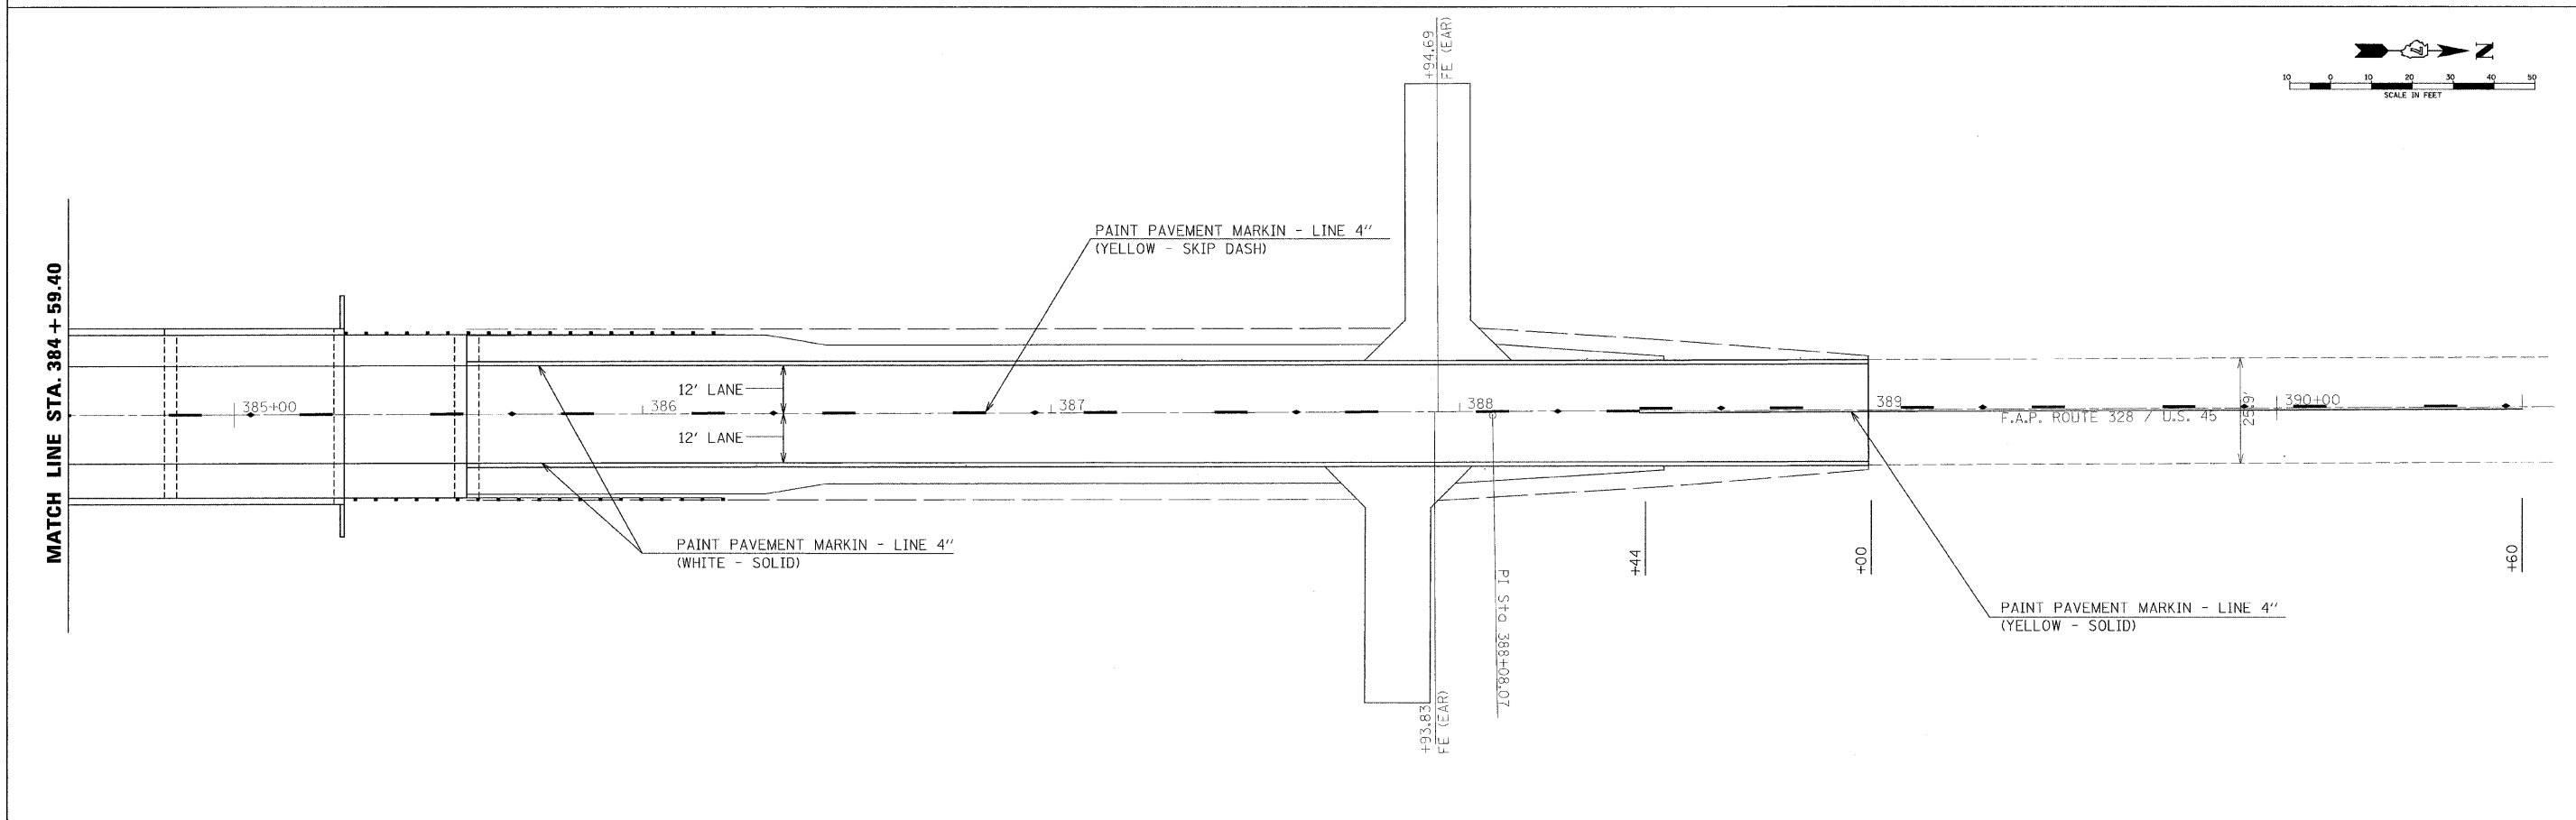 +94.69
FE (EAR)
N
10 0 10 20 30 40 50
SCALE IN FEET
PAINT PAVEMENT MARKIN - LINE 4"
(YELLOW - SKIP DASH)
MATCH LINE STA. 384+59.40
12' LANE
385+00
386
387
388
389
390+00
F.A.P. ROUTE 328 / U.S. 45
12' LANE
PAINT PAVEMENT MARKIN - LINE 4"
(WHITE - SOLID)
+44
+00
+60
PI Sta 388+08.07
PAINT PAVEMENT MARKIN - LINE 4"
(YELLOW - SOLID)
+93.83
FE (EAR)